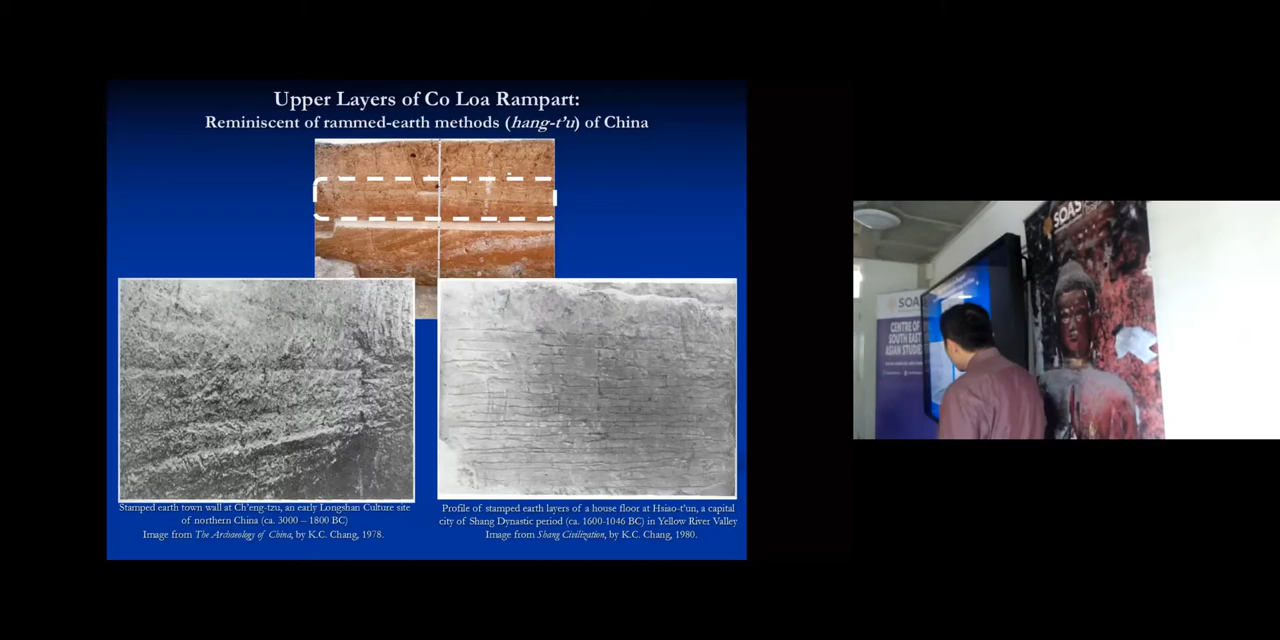 Upper Layers of Co Loa Rampart:
Reminiscent of rammed-earth methods (hang-t'u) of China
Stamped earth town wall at Ch'eng-tzu, an early Longshan Culture site
of northern China (ca. 3000 – 1800 BC)
Image from The Archaeology of China, by K.C. Chang, 1978.
Profile of stamped earth layers of a house floor at Hsiao-t'un, a capital
city of Shang Dynastic period (ca. 1600-1046 BC) in Yellow River Valley
Image from Shang Civilization, by K.C. Chang, 1980.
SOAS
CENTRE OF
SOUTH EAST
ASIAN STUDIES
SOAS